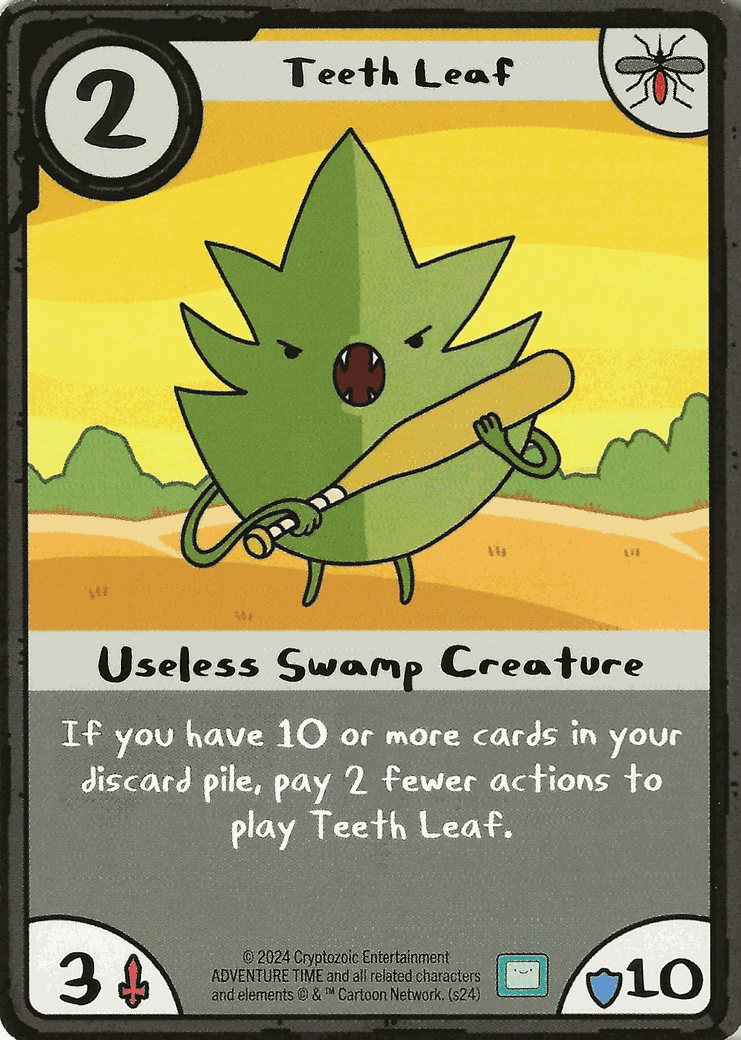 2
Teeth Leaf
Useless Swamp Creature
If you have 10 or more cards in your
discard pile, pay 2 fewer actions to
play Teeth Leaf.
3
© 2024 Cryptozoic Entertainment
ADVENTURE TIME and all related characters
and elements © & ™ Cartoon Network. (s24)
10